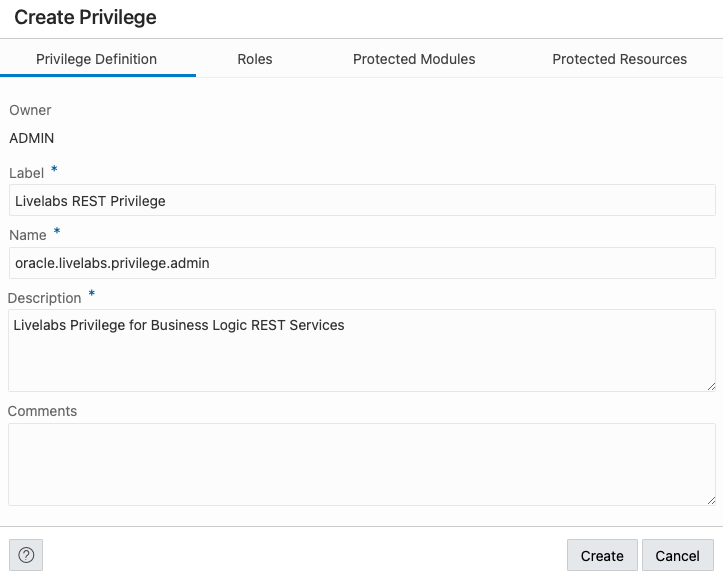 Create Privilege
Privilege Definition Roles Protected Modules Protected Resources
Owner
ADMIN
Label *
Livelabs REST Privilege
Name *
oracle.livelabs.privilege.admin
Description *
Livelabs Privilege for Business Logic REST Services
Comments
? Create Cancel